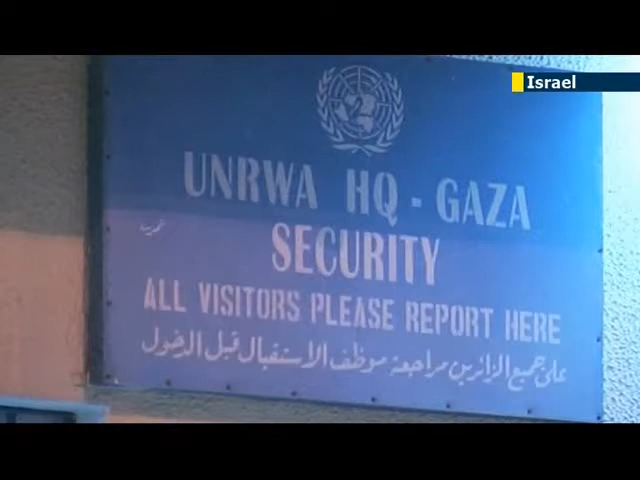 Israel
UNRWA HQ - GAZA
SECURITY
ALL VISITORS PLEASE REPORT HERE
على جميع الزائرين مراجعة موظف الاستقبال قبل الدخول